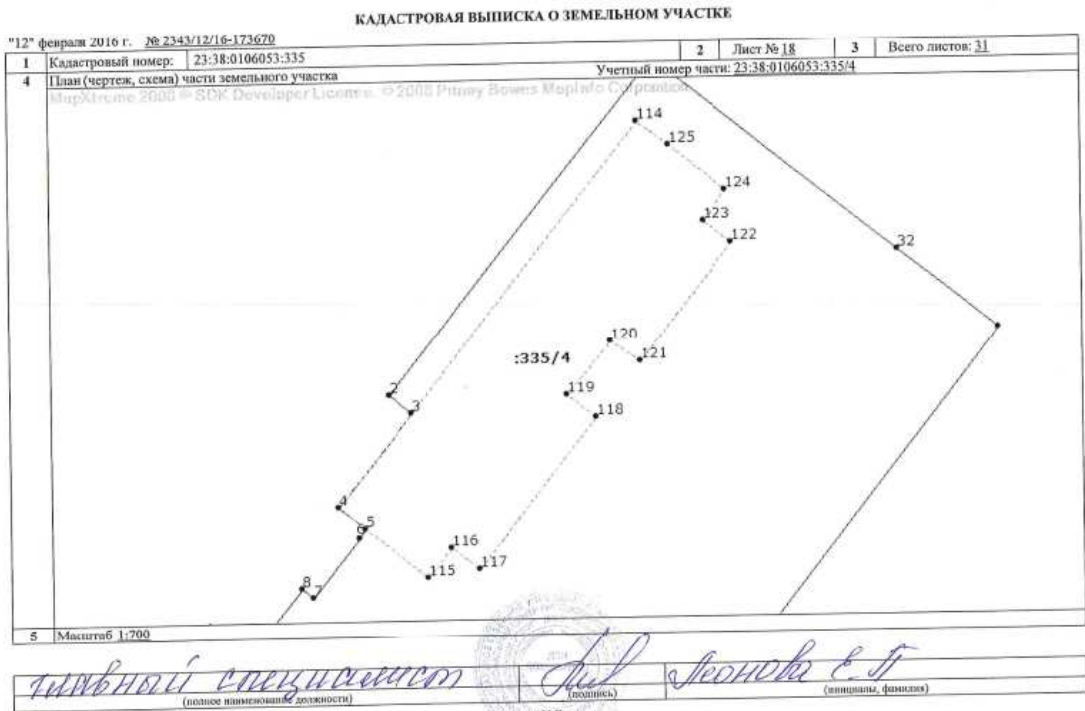 КАДАСТРОВАЯ ВЫПИСКА О ЗЕМЕЛЬНОМ УЧАСТКЕ
"12" февраля 2016 г. № 2343/12/16-173670
1 Кадастровый номер: 23:38:0106053:335 2 Лист № 18 3 Всего листов: 31
4 План (чертеж, схема) части земельного участка Учетный номер части: 23:38:0106053:335/4
MapXtreme 2008 ® SDK Developer License. © 2008 Pitney Bowes MapInfo Corporation.
114
125
124
123
122
32
120
121
:335/4
119
2
3
118
4
5
6
116
117
115
8
7
5 Масштаб 1:700
главный специалист Леонова Е.П
(полное наименование должности) (подпись) (инициалы, фамилия)